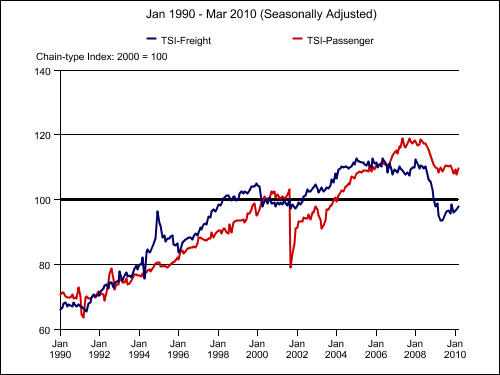 Jan 1990 - Mar 2010 (Seasonally Adjusted)
TSI-Freight TSI-Passenger
Chain-type Index: 2000 = 100
140
120
100
80
60
Jan Jan Jan Jan Jan Jan Jan Jan Jan Jan Jan
1990 1992 1994 1996 1998 2000 2002 2004 2006 2008 2010